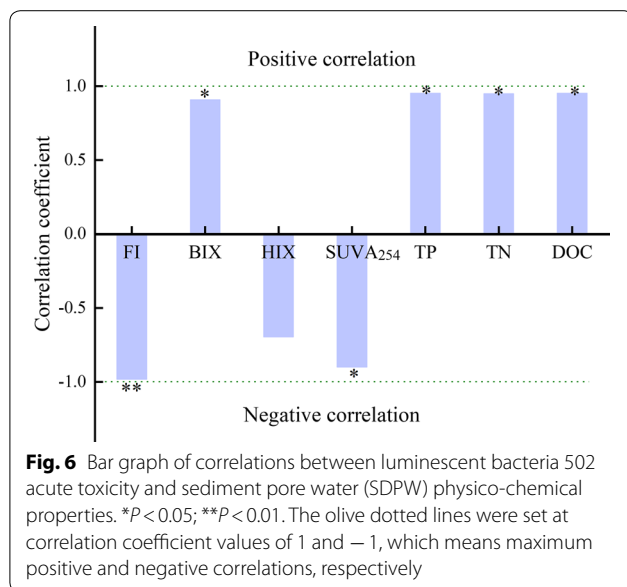 Positive correlation
1.0
*
*
*
*
0.5
Correlation coefficient
0.0
FI
BIX
HIX
SUVA₂₅₄
TP
TN
DOC
-0.5
-1.0
**
*
Negative correlation
Fig. 6 Bar graph of correlations between luminescent bacteria 502
acute toxicity and sediment pore water (SDPW) physico-chemical
properties. *P < 0.05; **P < 0.01. The olive dotted lines were set at
correlation coefficient values of 1 and − 1, which means maximum
positive and negative correlations, respectively